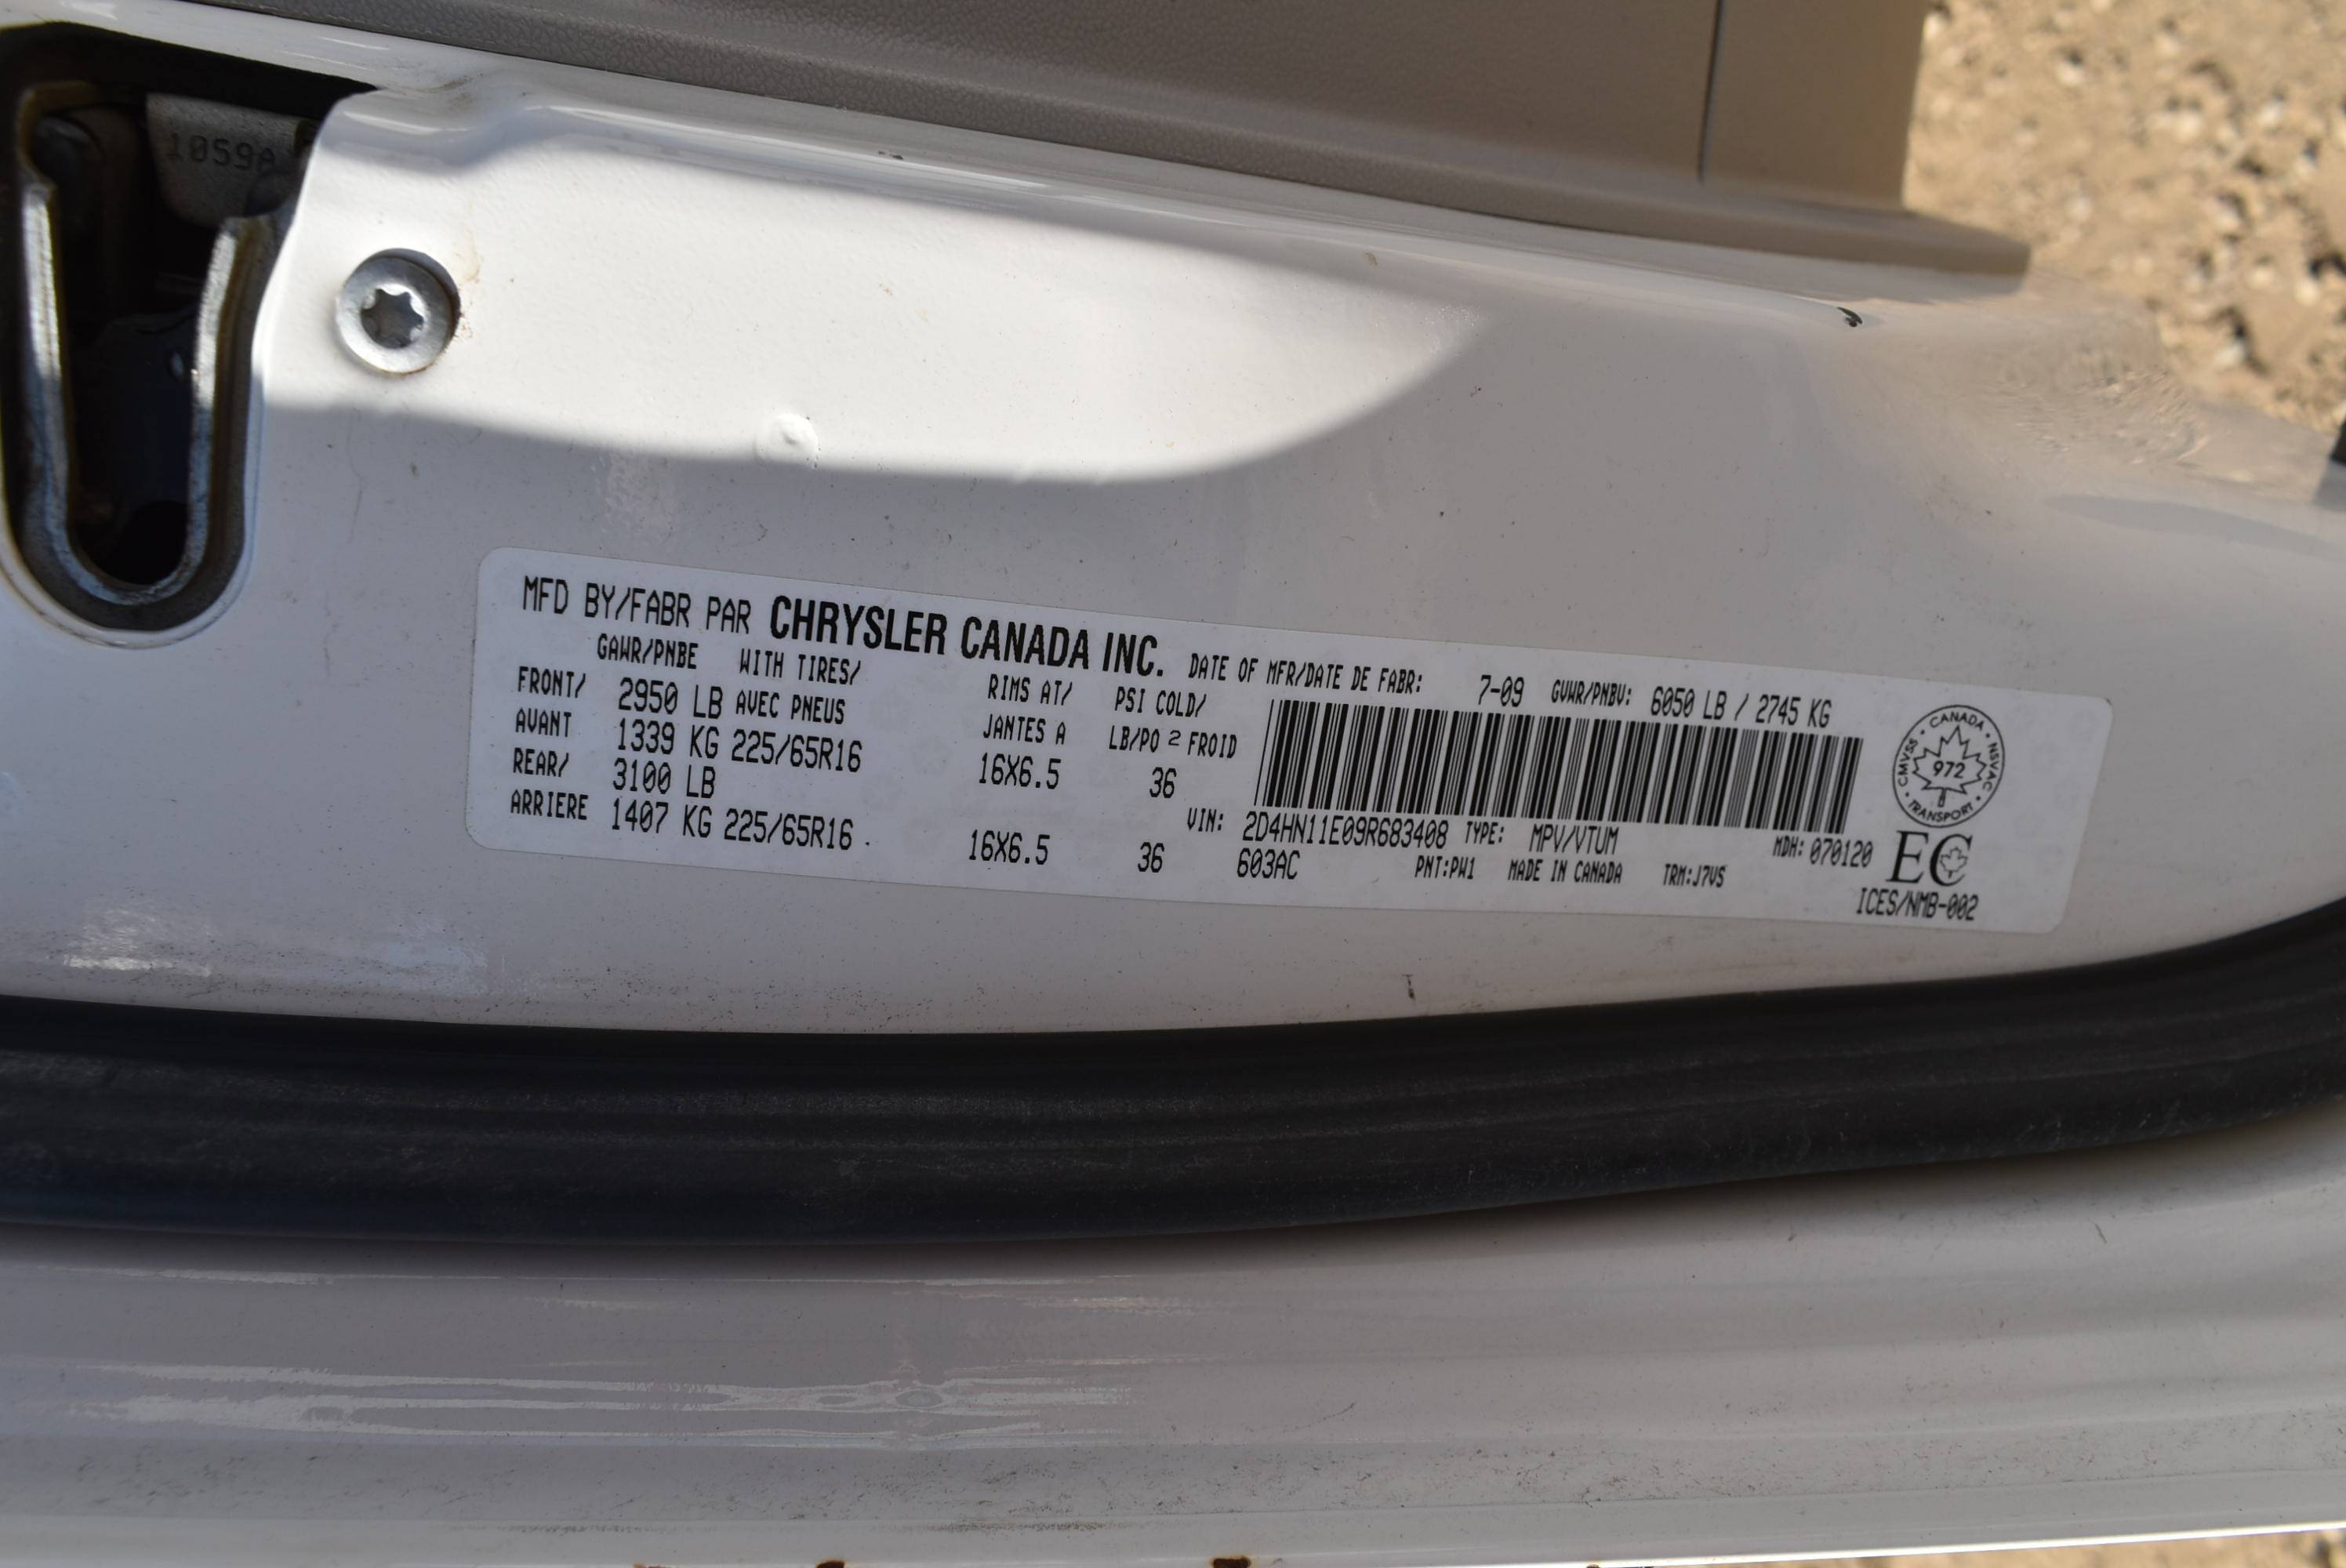 1059A
MFD BY/FABR PAR CHRYSLER CANADA INC. DATE OF MFR/DATE DE FABR: 7-09 GVWR/PNBV: 6050 LB / 2745 KG
GAWR/PNBE WITH TIRES/ RIMS AT/ PSI COLD/
FRONT/ 2950 LB AVEC PNEUS JANTES A LB/PO 2 FROID
AVANT 1339 KG 225/65R16 16X6.5 36
REAR/ 3100 LB
ARRIERE 1407 KG 225/65R16 . 16X6.5 36
VIN: 2D4HN11E09R683408 TYPE: MPV/VTUM MDH: 070120
603AC PNT:PW1 MADE IN CANADA TRM:J7VS
CANADA
CMVSS • NSVAC
972
TRANSPORT
EC
ICES/NMB-002